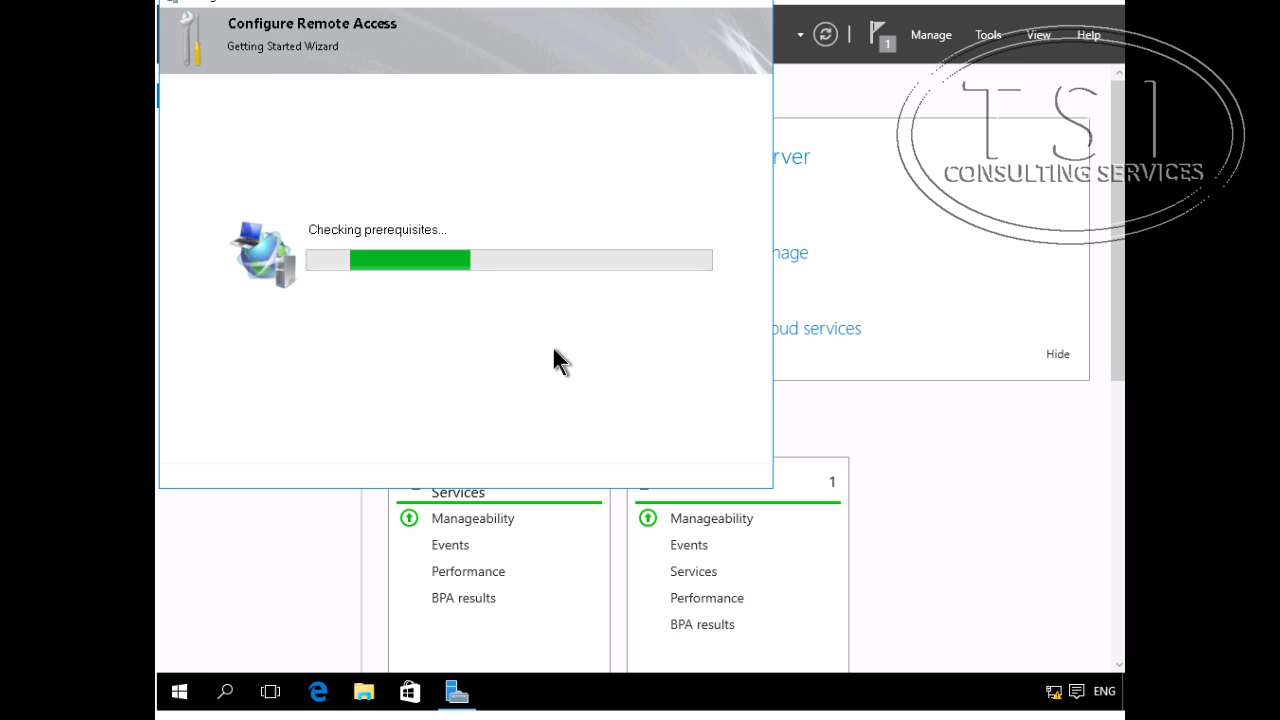 Configure Remote Access
Getting Started Wizard
1
Manage
Tools
View
Help
T S I
CONSULTING SERVICES
rver
Checking prerequisites...
nage
oud services
Hide
Services
1
Manageability
Events
Performance
BPA results
Manageability
Events
Services
Performance
BPA results
ENG